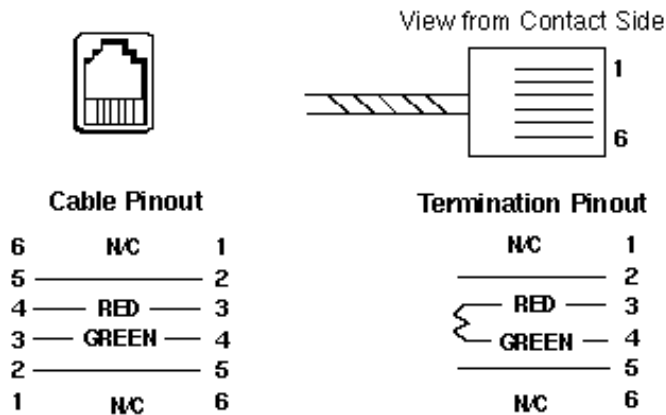 View from Contact Side
1
6
Cable Pinout
6 N/C 1
5 2
4 RED 3
3 GREEN 4
2 5
1 N/C 6
Termination Pinout
N/C 1
2
RED 3
GREEN 4
5
N/C 6